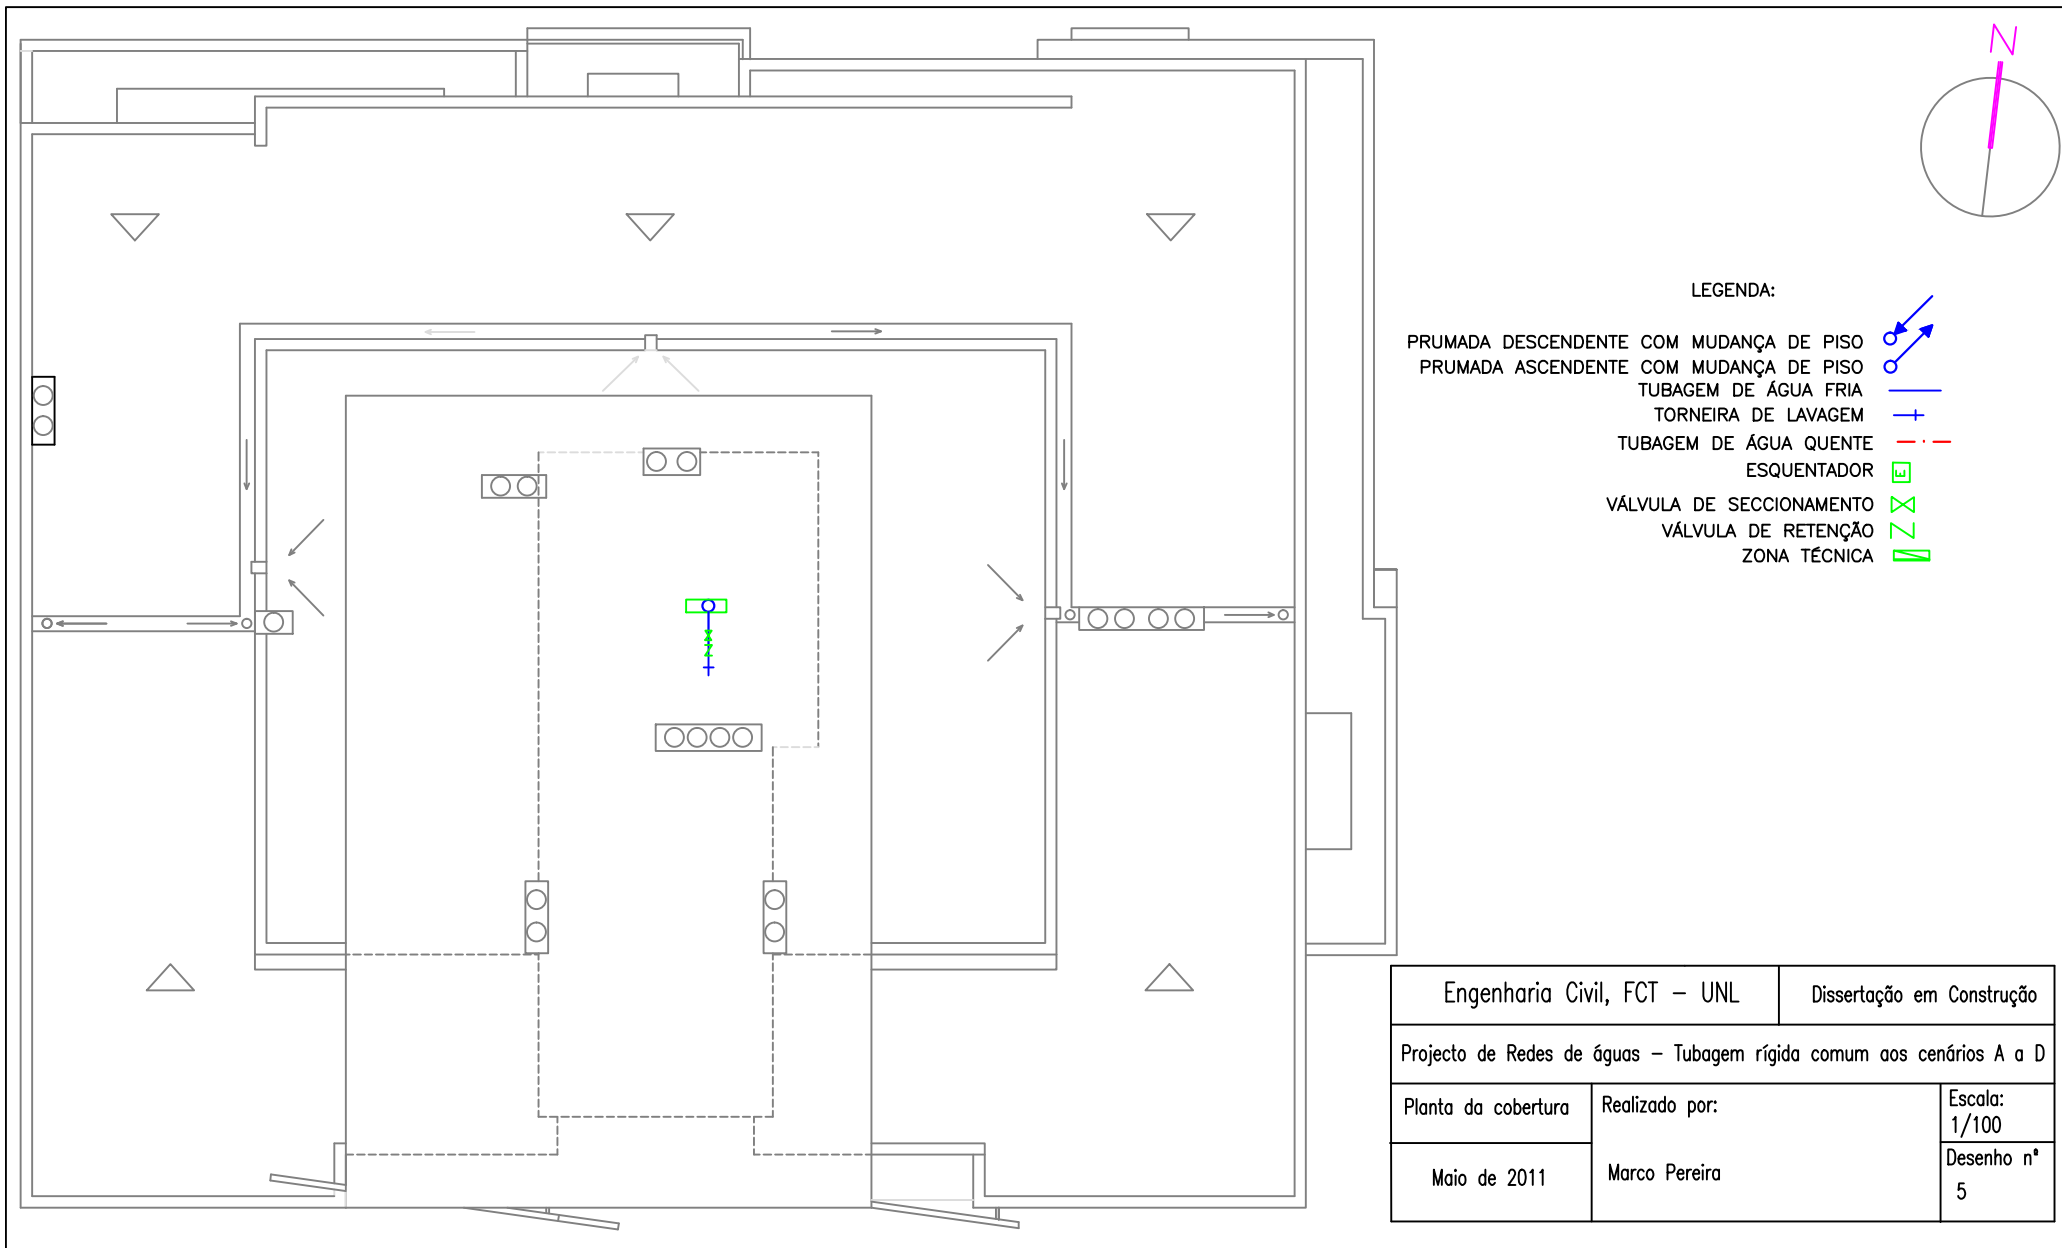 N
LEGENDA:
PRUMADA DESCENDENTE COM MUDANÇA DE PISO
PRUMADA ASCENDENTE COM MUDANÇA DE PISO
TUBAGEM DE ÁGUA FRIA
TORNEIRA DE LAVAGEM
TUBAGEM DE ÁGUA QUENTE
ESQUENTADOR E
VÁLVULA DE SECCIONAMENTO
VÁLVULA DE RETENÇÃO
ZONA TÉCNICA
Engenharia Civil, FCT – UNL
Dissertação em Construção
Projecto de Redes de águas – Tubagem rígida comum aos cenários A a D
Planta da cobertura
Realizado por:
Escala:
1/100
Maio de 2011
Marco Pereira
Desenho nº
5